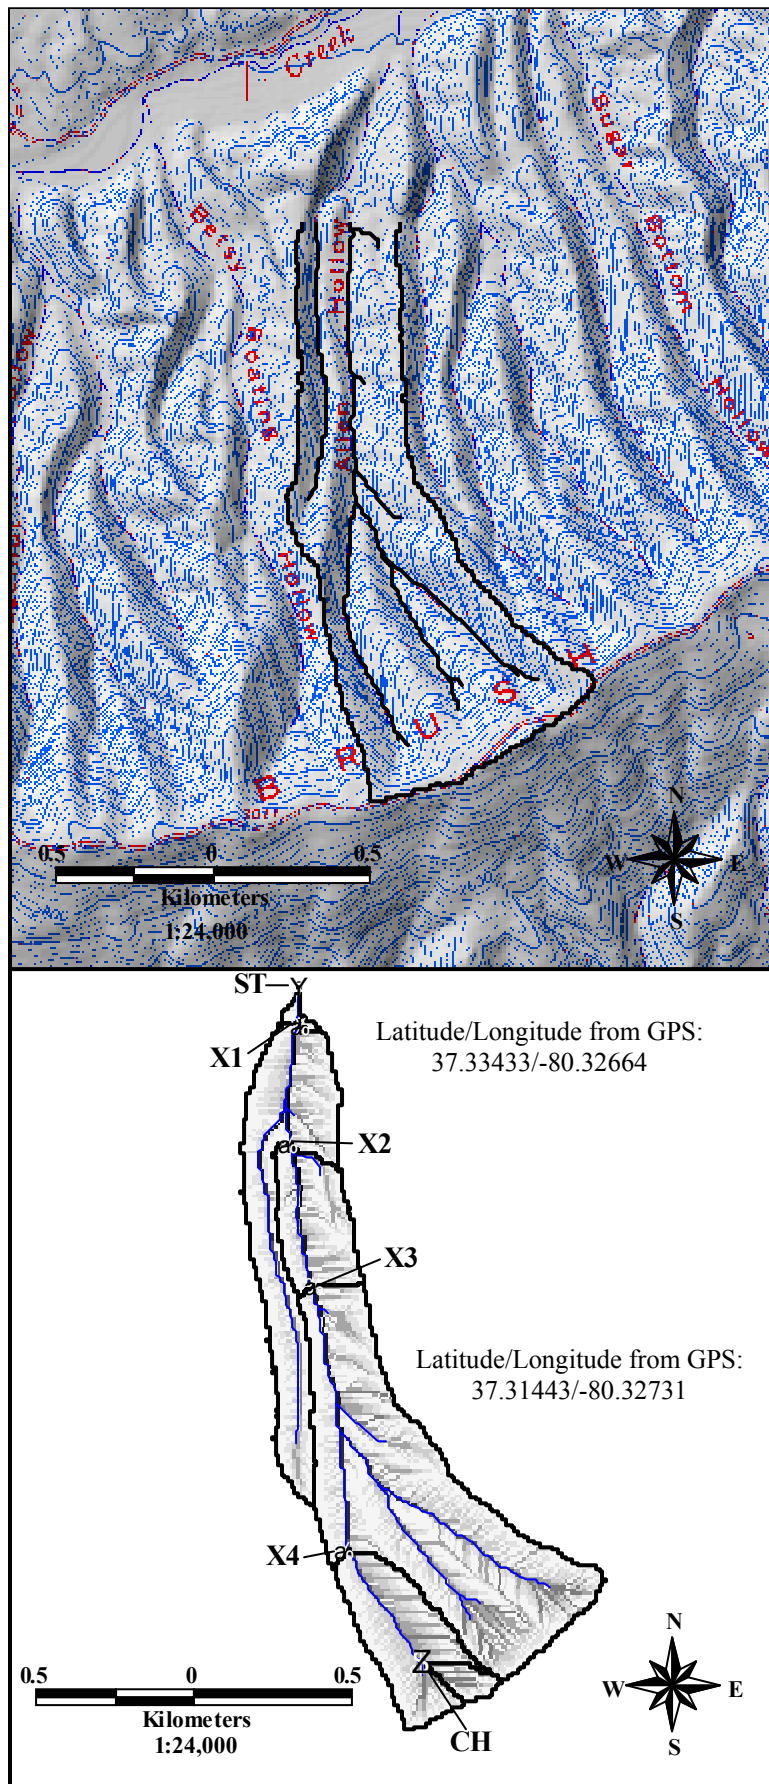 Creek
Sugar
Bottom
Hollow
Betsy
Hollow
Allen
Hollow
B R U S H
0.5 0 0.5
Kilometers
1:24,000
N
W E
S
ST
X1
Latitude/Longitude from GPS:
37.33433/-80.32664
X2
X3
Latitude/Longitude from GPS:
37.31443/-80.32731
X4
CH
0.5 0 0.5
Kilometers
1:24,000
N
W E
S